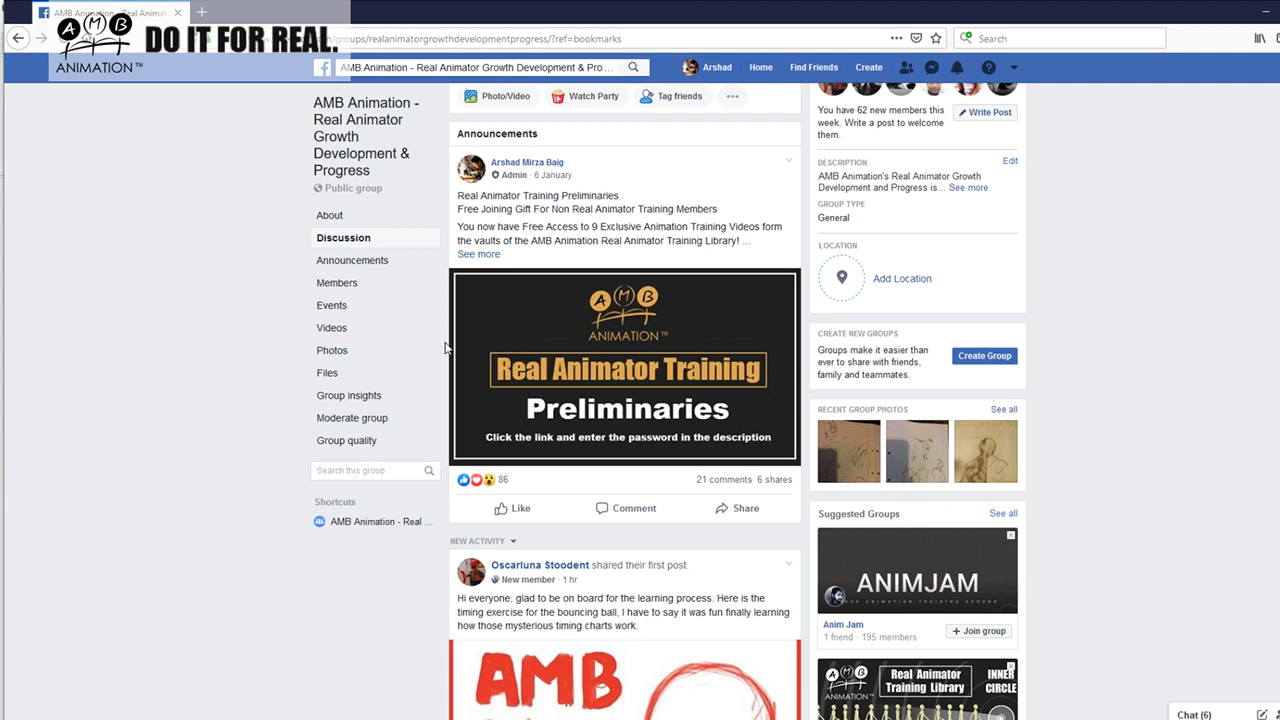 AMB Animation - Real Animat
AMB
ANIMATION™
DO IT FOR REAL.
/groups/realanimatorgrowthdevelopmentprogress/?ref=bookmarks
Search
AMB Animation - Real Animator Growth Development & Pro...
Arshad
Home
Find Friends
Create
AMB Animation -
Real Animator
Growth
Development &
Progress
Public group
About
Discussion
Announcements
Members
Events
Videos
Photos
Files
Group insights
Moderate group
Group quality
Search this group
Shortcuts
AMB Animation - Real ...
Photo/Video
Watch Party
Tag friends
Announcements
Arshad Mirza Baig
Admin · 6 January
Real Animator Training Preliminaries
Free Joining Gift For Non Real Animator Training Members
You now have Free Access to 9 Exclusive Animation Training Videos form
the vaults of the AMB Animation Real Animator Training Library! ...
See more
AMB
ANIMATION™
Real Animator Training
Preliminaries
Click the link and enter the password in the description
86
21 comments 6 shares
Like
Comment
Share
NEW ACTIVITY
Oscarluna Stoodent shared their first post.
New member · 1 hr
Hi everyone, glad to be on board for the learning process. Here is the
timing exercise for the bouncing ball, I have to say it was fun finally learning
how those mysterious timing charts work.
AMB
You have 62 new members this
week. Write a post to welcome
them.
Write Post
DESCRIPTION
Edit
AMB Animation's Real Animator Growth
Development and Progress is... See more
GROUP TYPE
General
LOCATION
Add Location
CREATE NEW GROUPS
Groups make it easier than
ever to share with friends,
family and teammates.
Create Group
RECENT GROUP PHOTOS
See all
Suggested Groups
See all
ANIMJAM
Anim Jam
1 friend · 195 members
+ Join group
AMB
ANIMATION™
Real Animator
Training Library
INNER
CIRCLE
Chat (6)